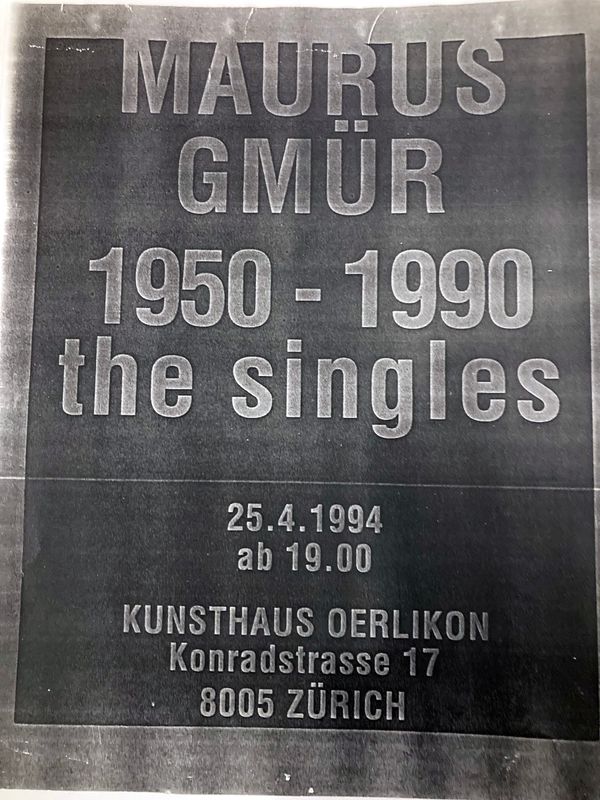 MAURUS
GMÜR
1950 - 1990
the singles
25.4.1994
ab 19.00
KUNSTHAUS OERLIKON
Konradstrasse 17
8005 ZÜRICH